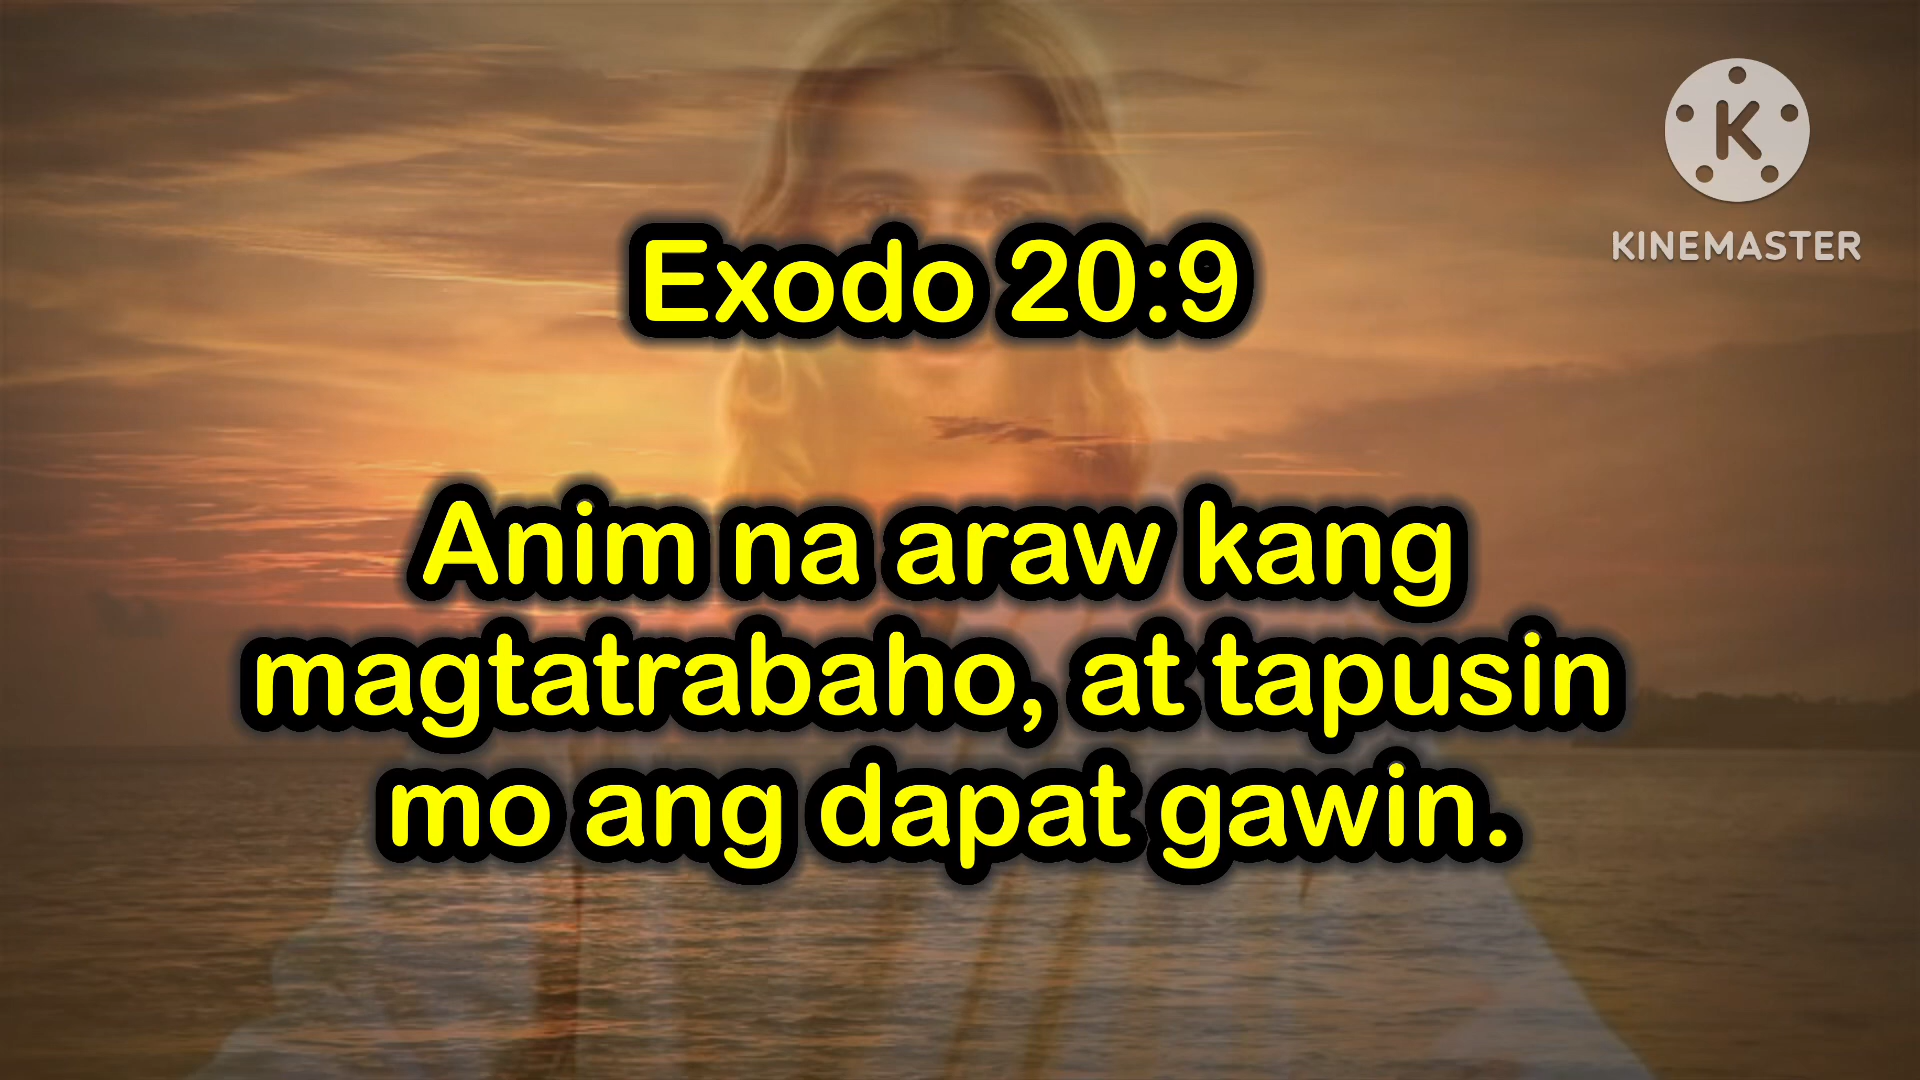 K
KINEMASTER
Exodo 20:9
Anim na araw kang
magtatrabaho, at tapusin
mo ang dapat gawin.